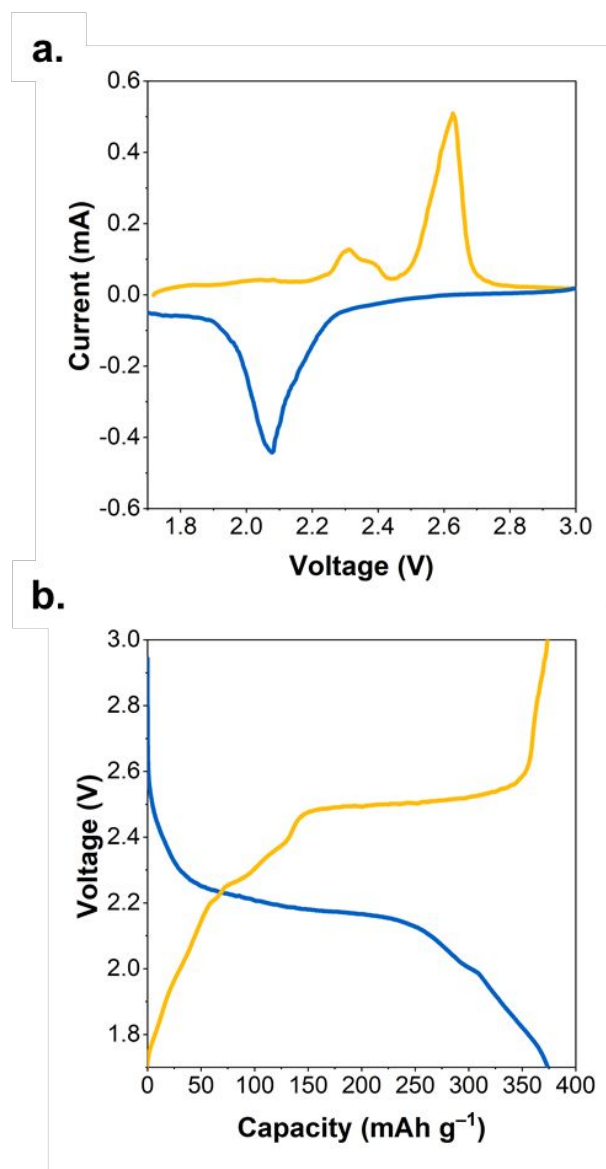 a.
0.6
0.4
0.2
0.0
-0.2
-0.4
-0.6
Current (mA)
1.8 2.0 2.2 2.4 2.6 2.8 3.0
Voltage (V)
b.
3.0
2.8
2.6
2.4
2.2
2.0
1.8
Voltage (V)
0 50 100 150 200 250 300 350 400
Capacity (mAh g⁻¹)